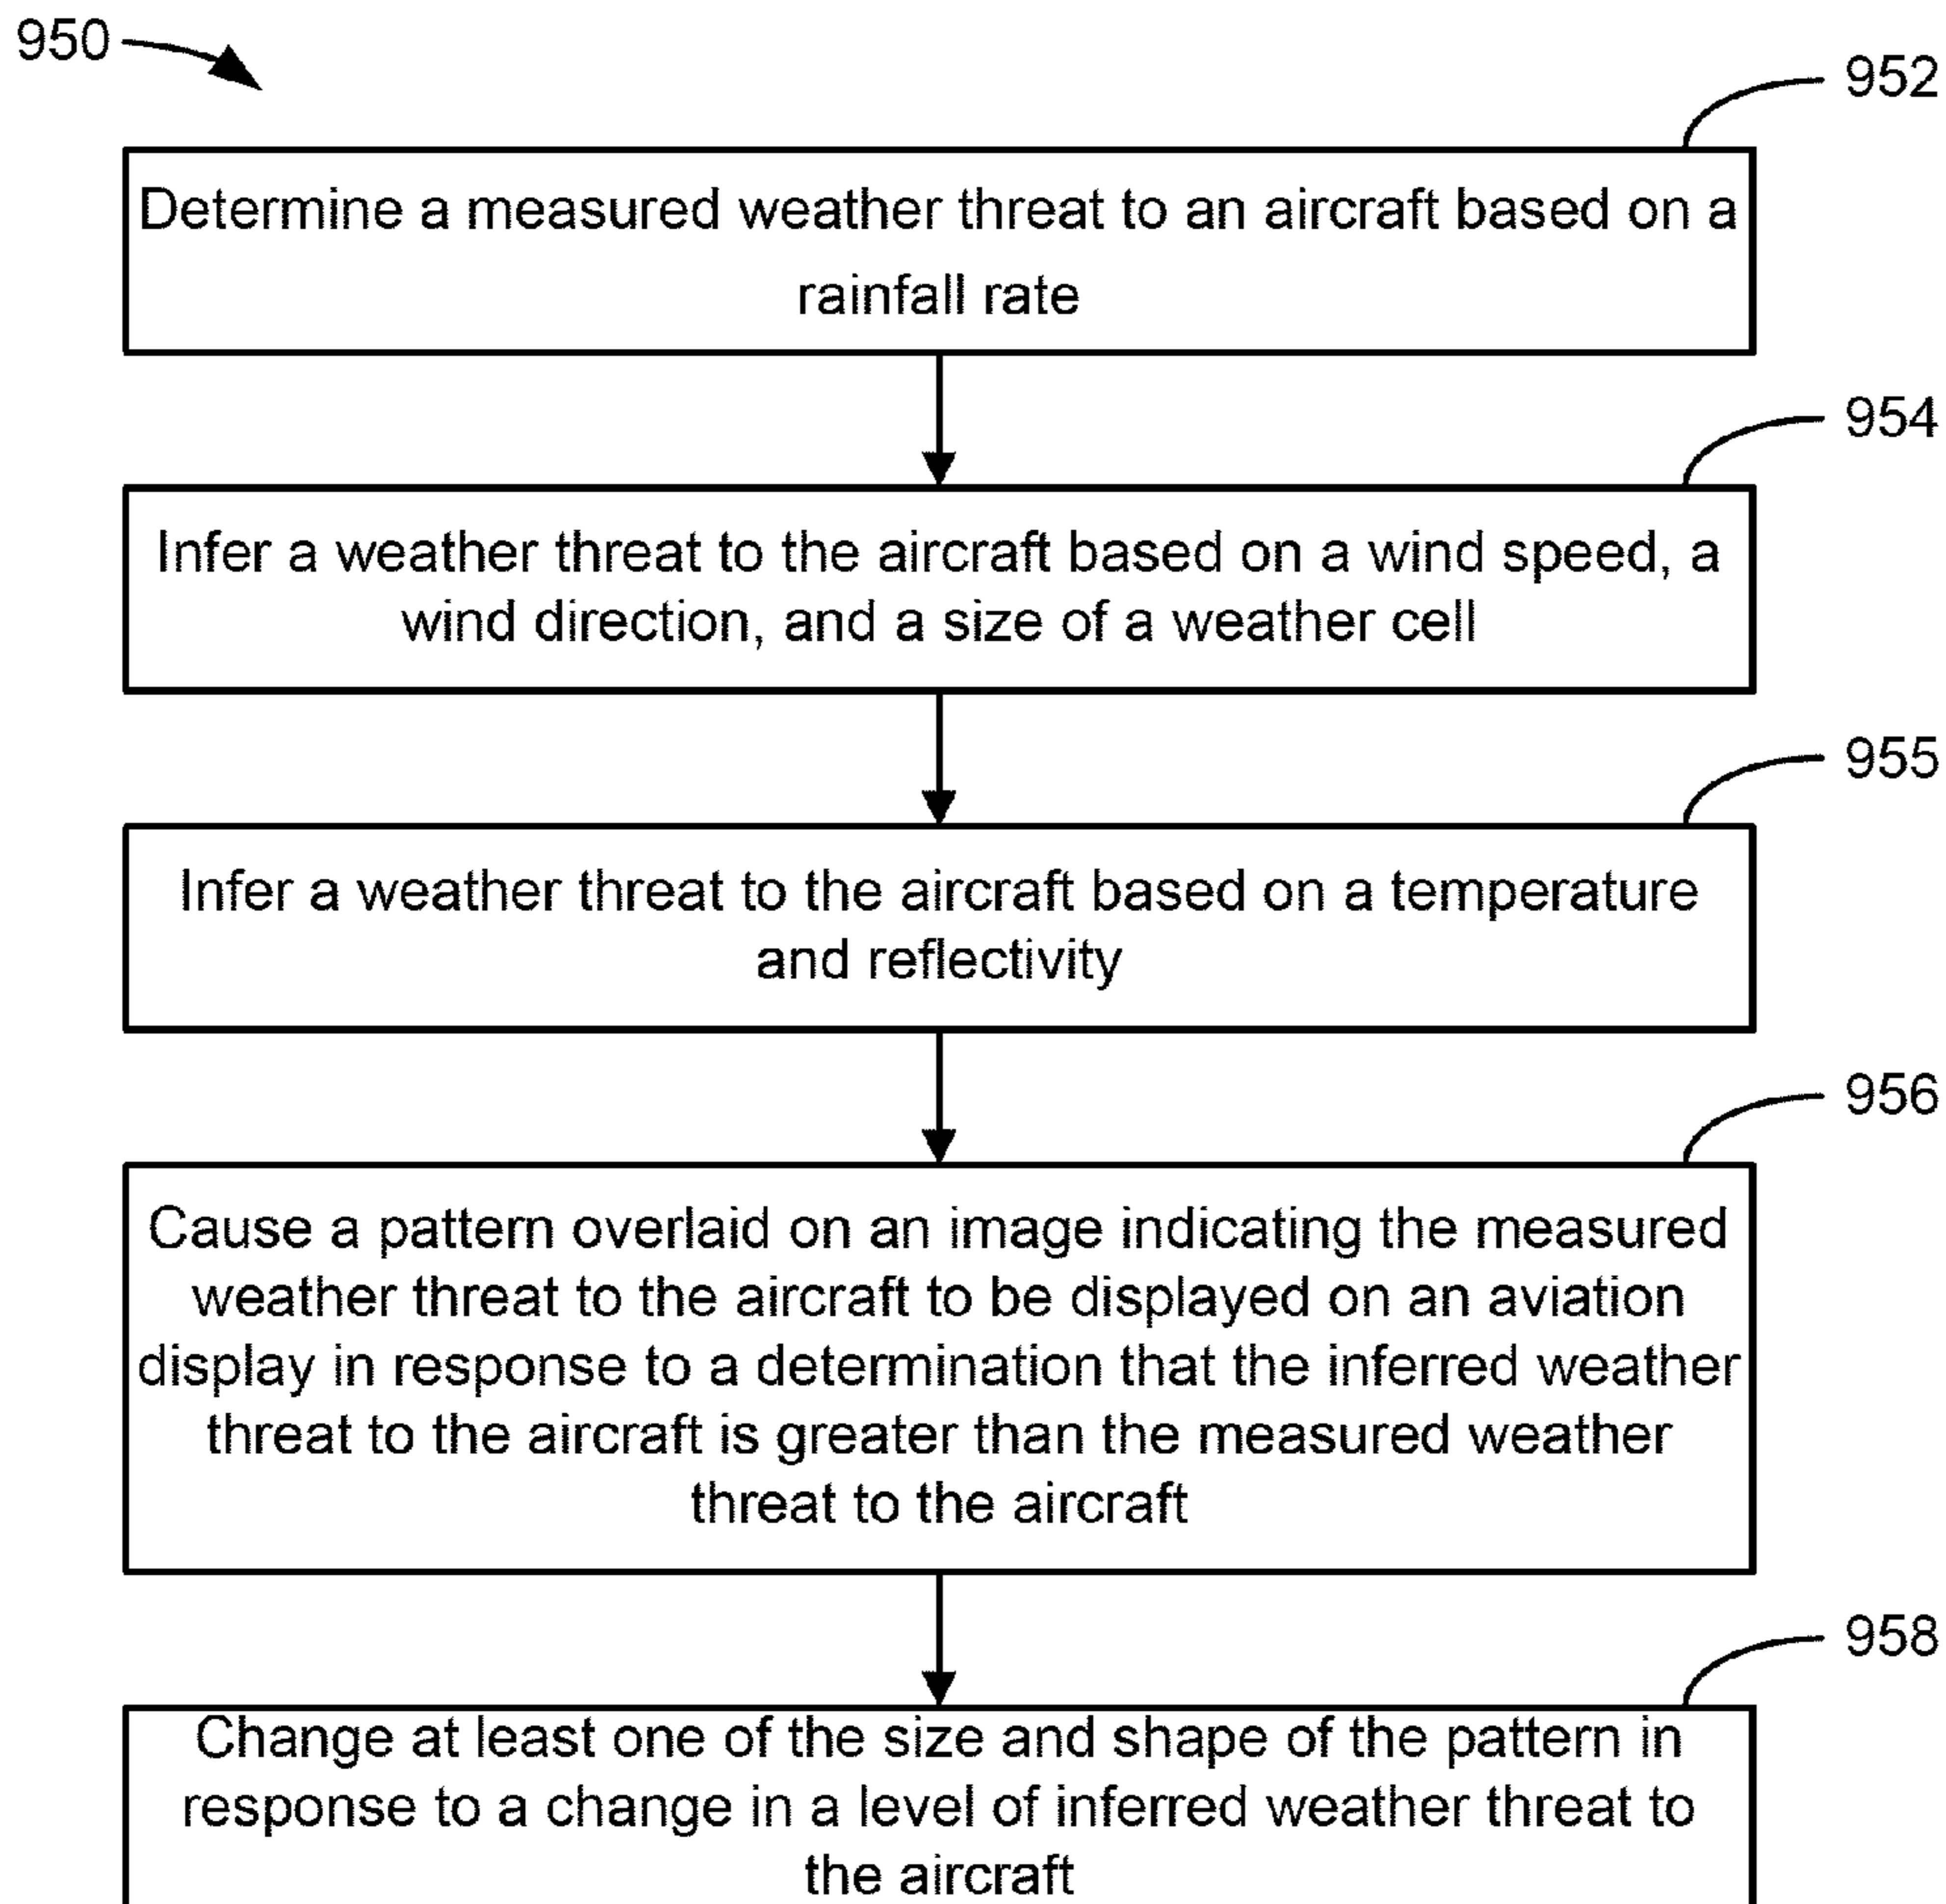 950
952
Determine a measured weather threat to an aircraft based on a
rainfall rate
954
Infer a weather threat to the aircraft based on a wind speed, a
wind direction, and a size of a weather cell
955
Infer a weather threat to the aircraft based on a temperature
and reflectivity
956
Cause a pattern overlaid on an image indicating the measured
weather threat to the aircraft to be displayed on an aviation
display in response to a determination that the inferred weather
threat to the aircraft is greater than the measured weather
threat to the aircraft
958
Change at least one of the size and shape of the pattern in
response to a change in a level of inferred weather threat to
the aircraft